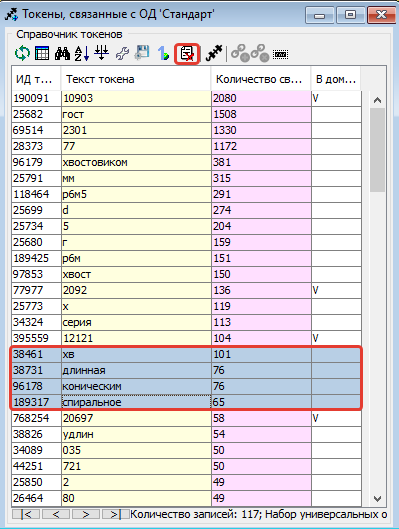 Токены, связанные с ОД 'Стандарт'
Справочник токенов
ИД т... Текст токена Количество св... В дом...
190091 10903 2080 V
25682 гост 1508
69514 2301 1330
28373 77 1172
96179 хвостовиком 381
25791 мм 315
118464 р6м5 291
25699 d 274
25734 5 204
25680 г 159
189425 р6м 151
97853 хвост 150
77977 2092 136 V
25773 x 119
34324 серия 113
395559 12121 104 V
38461 хв 101
38731 длинная 76
96178 коническим 76
189317 спиральное 65
768254 20697 58 V
38826 удлин 54
34089 035 50
44251 721 50
25850 2 49
26464 80 49
Количество записей: 117; Набор универсальных о